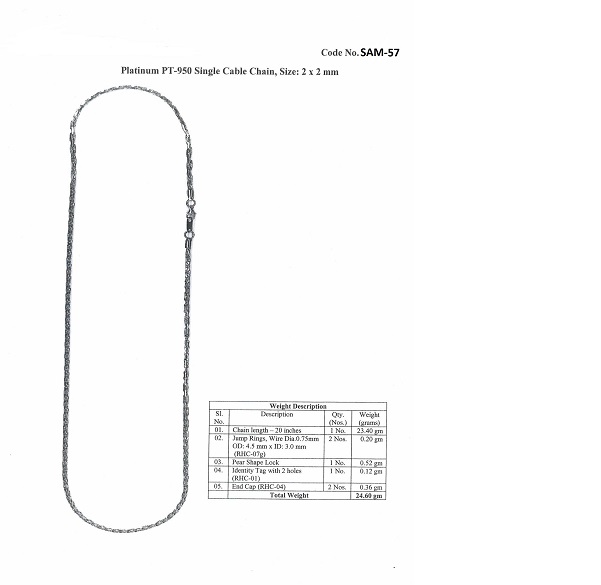 Code No. SAM-57
Platinum PT-950 Single Cable Chain, Size: 2 x 2 mm
Weight Description
Sl. No. Description Qty. (Nos.) Weight (grams)
01. Chain length – 20 inches 1 No. 23.40 gm
02. Jump Rings, Wire Dia.0.75mm 2 Nos. 0.20 gm
OD: 4.5 mm x ID: 3.0 mm
(RHC-07g)
03. Pear Shape Lock 1 No. 0.52 gm
04. Identity Tag with 2 holes 1 No. 0.12 gm
(RHC-01)
05. End Cap (RHC-04) 2 Nos. 0.36 gm
Total Weight 24.60 gm